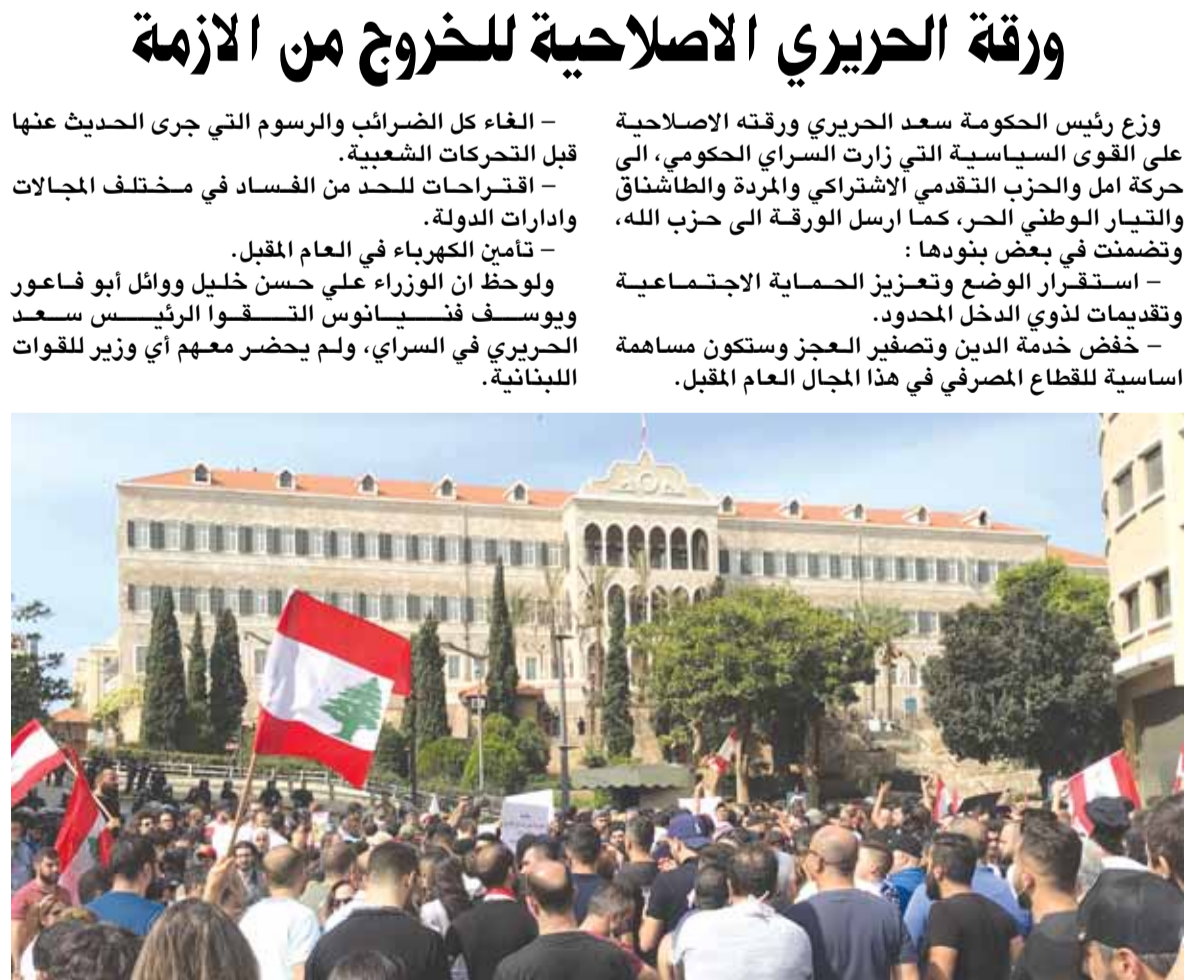 ورقة الحريري الاصلاحية للخروج من الازمة
وزع رئيس الحكومة سعد الحريري ورقته الاصلاحية
على القوى السياسية التي زارت السراي الحكومي، الى
حركة امل والحزب التقدمي الاشتراكي والمردة والطاشناق
والتيار الوطني الحر، كما ارسل الورقة الى حزب الله،
وتضمنت في بعض بنودها :
– استقرار الوضع وتعزيز الحماية الاجتماعية
وتقديمات لذوي الدخل المحدود.
– خفض خدمة الدين وتصفير العجز وستكون مساهمة
اساسية للقطاع المصرفي في هذا المجال العام المقبل.
– الغاء كل الضرائب والرسوم التي جرى الحديث عنها
قبل التحركات الشعبية.
– اقتراحات للحد من الفساد في مختلف المجالات
وادارات الدولة.
– تأمين الكهرباء في العام المقبل.
ولوحظ ان الوزراء علي حسن خليل ووائل أبو فاعور
ويوسف فنيانوس التقوا الرئيس سعد
الحريري في السراي، ولم يحضر معهم أي وزير للقوات
اللبنانية.